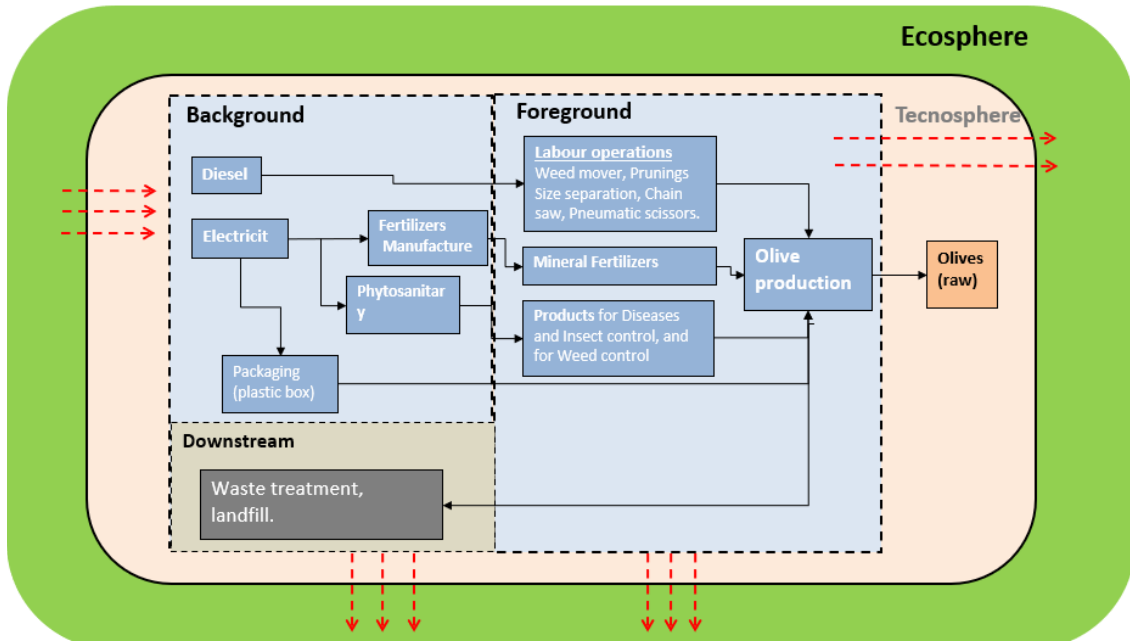 Ecosphere
Background
Foreground
Tecnosphere
Diesel
Labour operations
Weed mover, Prunings
Size separation, Chain
saw, Pneumatic scissors.
Electricit
Fertilizers
Manufacture
Mineral Fertilizers
Olive
production
Olives
(raw)
Phytosanitar
y
Products for Diseases
and Insect control, and
for Weed control
Packaging
(plastic box)
Downstream
Waste treatment,
landfill.